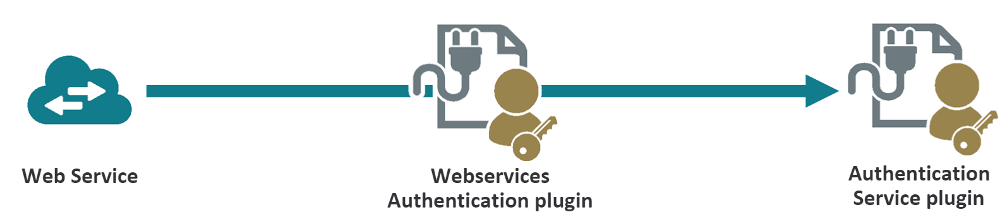 Web Service
Webservices
Authentication plugin
Authentication
Service plugin